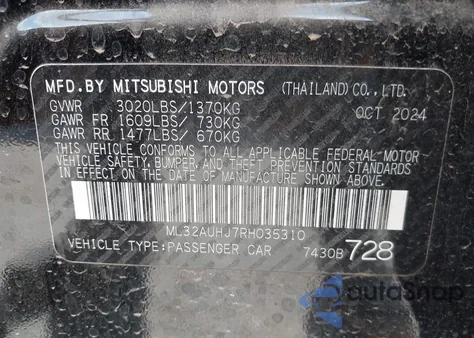 MFD.BY MITSUBISHI MOTORS (THAILAND) CO., LTD.
GVWR 3020LBS/1370KG OCT 2024
GAWR FR 1609LBS/ 730KG
GAWR RR 1477LBS/ 670KG
THIS VEHICLE CONFORMS TO ALL APPLICABLE FEDERAL MOTOR
VEHICLE SAFETY, BUMPER, AND THEFT PREVENTION STANDARDS
IN EFFECT ON THE DATE OF MANUFACTURE SHOWN ABOVE.
ML32AUHJ7RH035310
VEHICLE TYPE: PASSENGER CAR 7430B 728
autoSnap